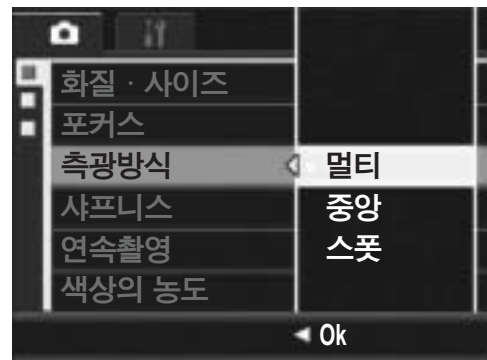 화질 · 사이즈
포커스
측광방식
멀티
샤프니스
중앙
연속촬영
스폿
색상의 농도
Ok